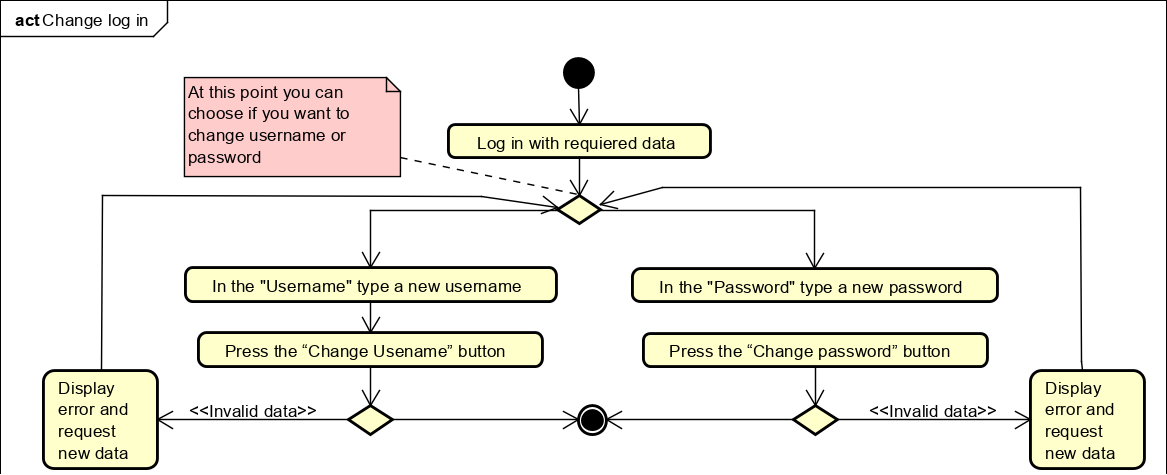 act Change log in
At this point you can
choose if you want to
change username or
password
Log in with requiered data
In the "Username" type a new username
In the "Password" type a new password
Press the “Change Usename” button
Press the “Change password” button
Display
error and
request
new data
<<Invalid data>>
<<Invalid data>>
Display
error and
request
new data